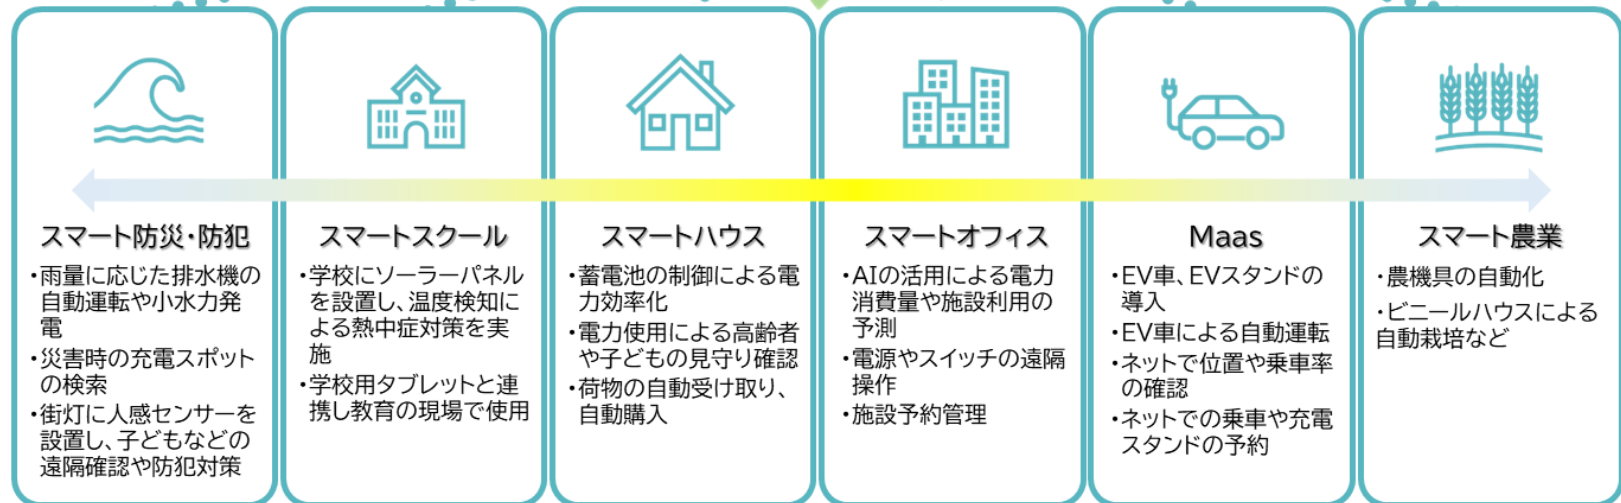 スマート防災・防犯
・雨量に応じた排水機の
自動運転や小水力発
電
・災害時の充電スポット
の検索
・街灯に人感センサーを
設置し、子どもなどの
遠隔確認や防犯対策
スマートスクール
・学校にソーラーパネル
を設置し、温度検知に
よる熱中症対策を実
施
・学校用タブレットと連
携し教育の現場で使用
スマートハウス
・蓄電池の制御による電
力効率化
・電力使用による高齢者
や子どもの見守り確認
・荷物の自動受け取り、
自動購入
スマートオフィス
・AIの活用による電力
消費量や施設利用の
予測
・電源やスイッチの遠隔
操作
・施設予約管理
Maas
・EV車、EVスタンドの
導入
・EV車による自動運転
・ネットで位置や乗車率
の確認
・ネットでの乗車や充電
スタンドの予約
スマート農業
・農機具の自動化
・ビニールハウスによる
自動栽培など